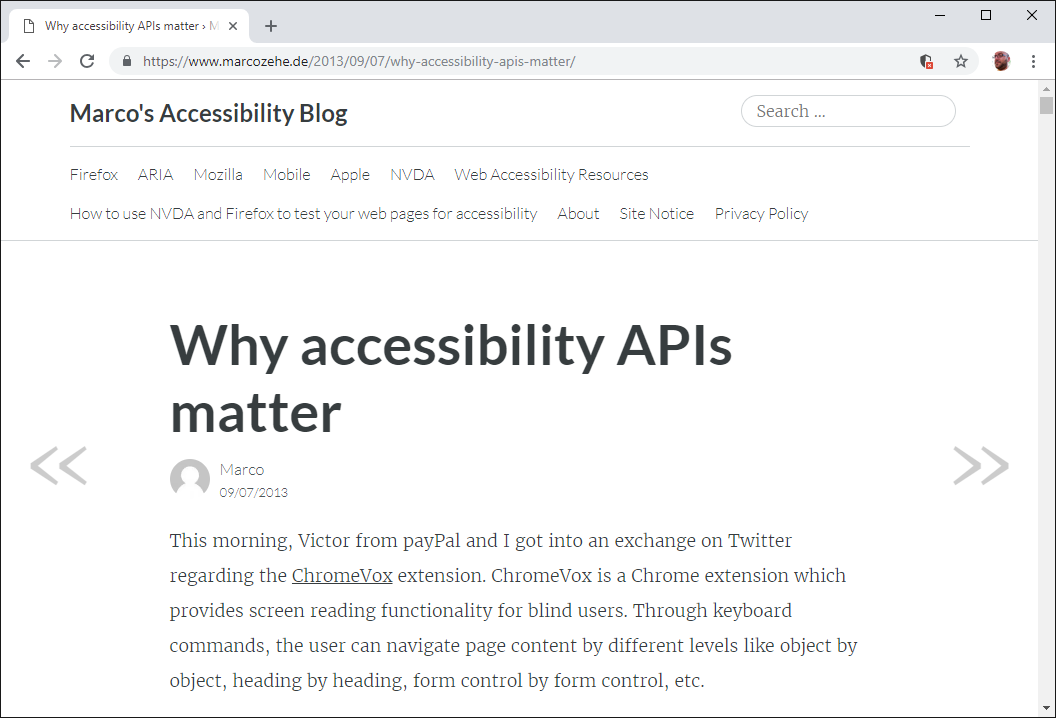 Why accessibility APIs matter › M
https://www.marcozehe.de/2013/09/07/why-accessibility-apis-matter/
Marco's Accessibility Blog
Search ...
Firefox ARIA Mozilla Mobile Apple NVDA Web Accessibility Resources
How to use NVDA and Firefox to test your web pages for accessibility About Site Notice Privacy Policy
Why accessibility APIs
matter
Marco
09/07/2013
This morning, Victor from payPal and I got into an exchange on Twitter
regarding the ChromeVox extension. ChromeVox is a Chrome extension which
provides screen reading functionality for blind users. Through keyboard
commands, the user can navigate page content by different levels like object by
object, heading by heading, form control by form control, etc.